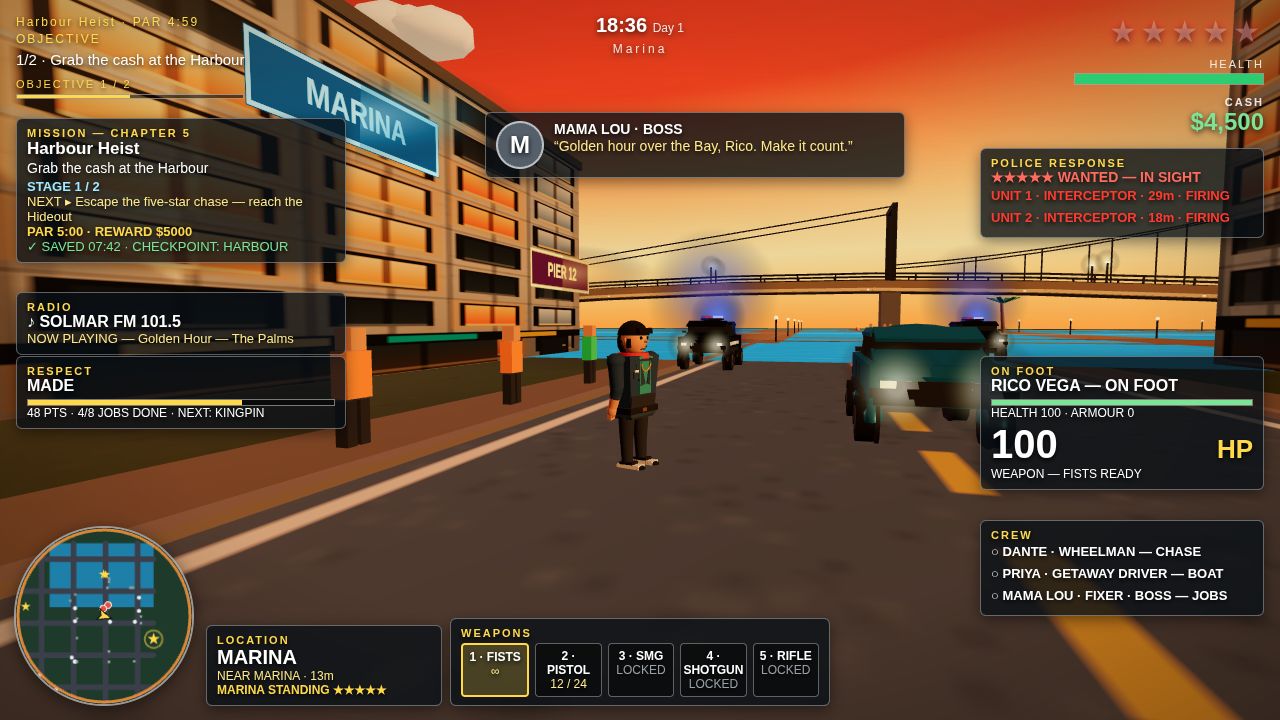 Harbour Heist · PAR 4:59
OBJECTIVE
1/2 · Grab the cash at the Harbour
OBJECTIVE 1 / 2
18:36 Day 1
Marina
★★★★★
HEALTH
CASH
$4,500
MISSION — CHAPTER 5
Harbour Heist
Grab the cash at the Harbour
STAGE 1 / 2
NEXT ▸ Escape the five-star chase — reach the
Hideout
PAR 5:00 · REWARD $5000
✓ SAVED 07:42 · CHECKPOINT: HARBOUR
MARINA
M
MAMA LOU · BOSS
“Golden hour over the Bay, Rico. Make it count.”
POLICE RESPONSE
★★★★★ WANTED — IN SIGHT
UNIT 1 · INTERCEPTOR · 29m · FIRING
UNIT 2 · INTERCEPTOR · 18m · FIRING
PIER 12
RADIO
♪ SOLMAR FM 101.5
NOW PLAYING — Golden Hour — The Palms
RESPECT
MADE
48 PTS · 4/8 JOBS DONE · NEXT: KINGPIN
ON FOOT
RICO VEGA — ON FOOT
HEALTH 100 · ARMOUR 0
100 HP
WEAPON — FISTS READY
CREW
○ DANTE · WHEELMAN — CHASE
○ PRIYA · GETAWAY DRIVER — BOAT
○ MAMA LOU · FIXER · BOSS — JOBS
LOCATION
MARINA
NEAR MARINA · 13m
MARINA STANDING ★★★★★
WEAPONS
1 · FISTS
∞
2 ·
PISTOL
12 / 24
3 · SMG
LOCKED
4 ·
SHOTGUN
LOCKED
5 · RIFLE
LOCKED